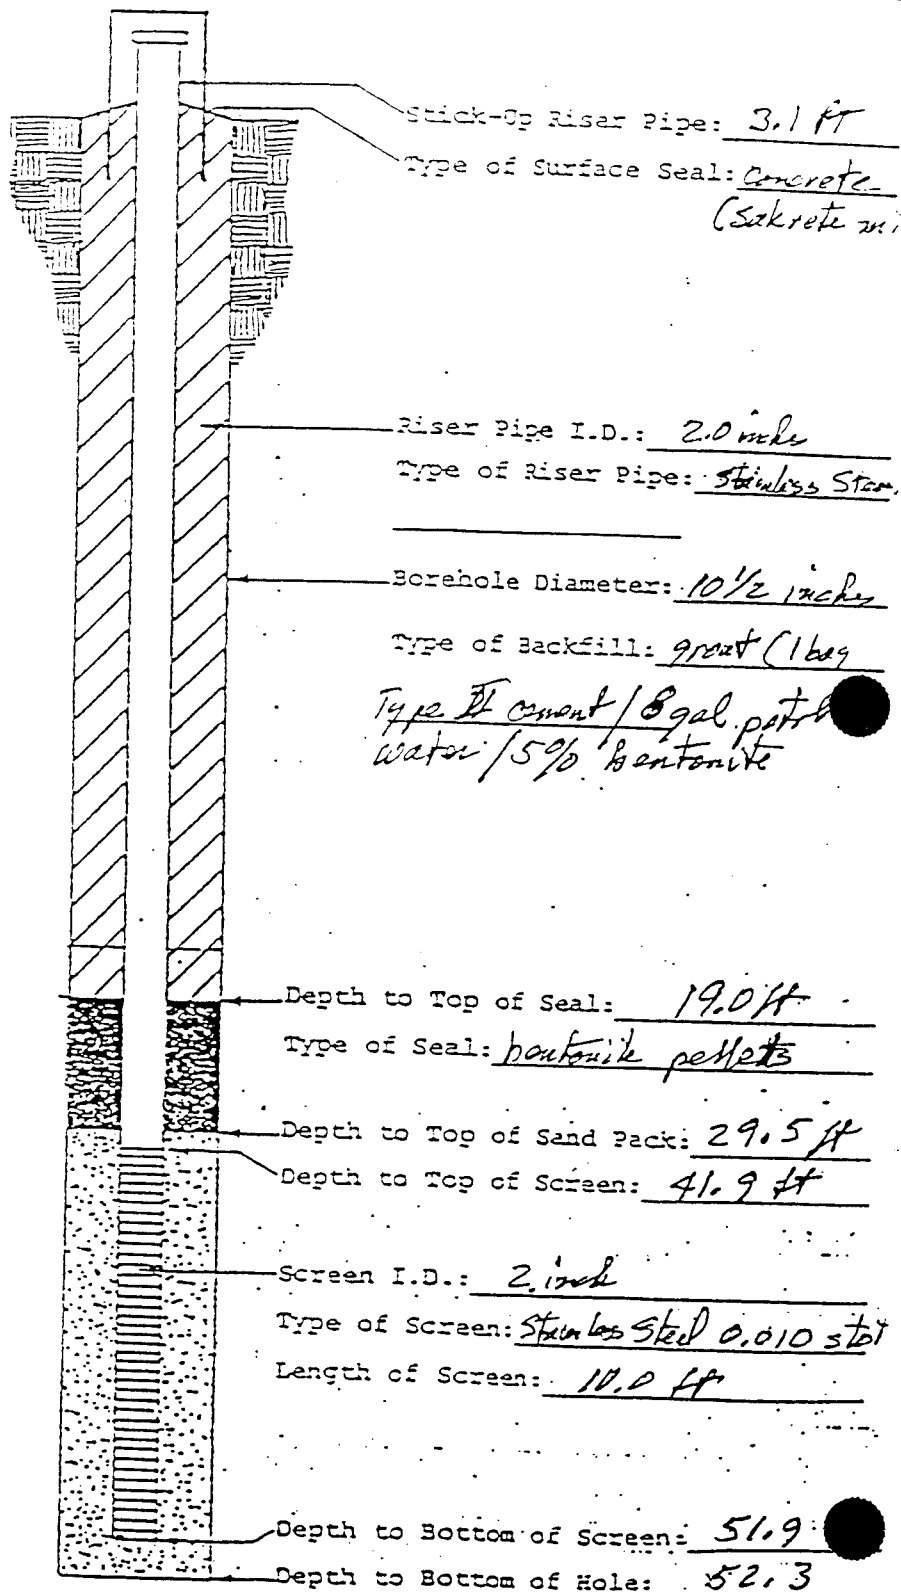 Stick-Up Riser Pipe: 3.1 ft
Type of Surface Seal: Concrete
(Sakrete
Riser Pipe I.D.: 2.0 inches
Type of Riser Pipe: Stainless
Borehole Diameter: 10 1/2 inches
Type of Backfill: grout (1 bag
Type II cement / 8 gal.
water / 5% bentonite
Depth to Top of Seal: 19.0 ft
Type of Seal: bentonite pellets
Depth to Top of Sand Pack: 29.5 ft
Depth to Top of Screen: 41.9 ft
Screen I.D.: 2 inch
Type of Screen: Stainless Steel 0.010 slot
Length of Screen: 10.0 ft
Depth to Bottom of Screen: 51.9
Depth to Bottom of Hole: 52.3